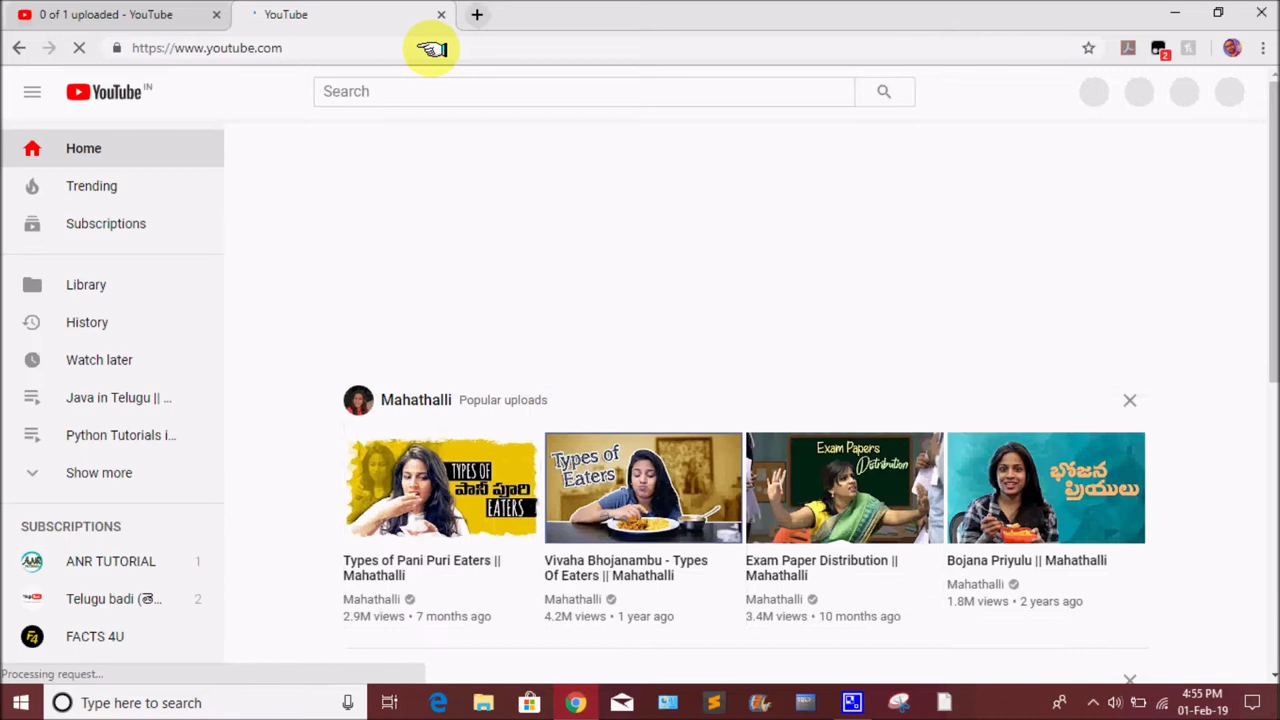 0 of 1 uploaded - YouTube
YouTube
https://www.youtube.com
2
YouTube IN
Search
Home
Trending
Subscriptions
Library
History
Watch later
Java in Telugu || ...
Python Tutorials i...
Show more
SUBSCRIPTIONS
ANR TUTORIAL 1
Telugu badi (తె... 2
FACTS 4U
Mahathalli Popular uploads
TYPES OF
పానీ పూరి
EATERS
Types of
Eaters
Exam Papers
Distribution
భోజన
ప్రియులు
Types of Pani Puri Eaters ||
Mahathalli
Mahathalli
2.9M views • 7 months ago
Vivaha Bhojanambu - Types
Of Eaters || Mahathalli
Mahathalli
4.2M views • 1 year ago
Exam Paper Distribution ||
Mahathalli
Mahathalli
3.4M views • 10 months ago
Bojana Priyulu || Mahathalli
Mahathalli
1.8M views • 2 years ago
Processing request...
Type here to search
4:55 PM
01-Feb-19